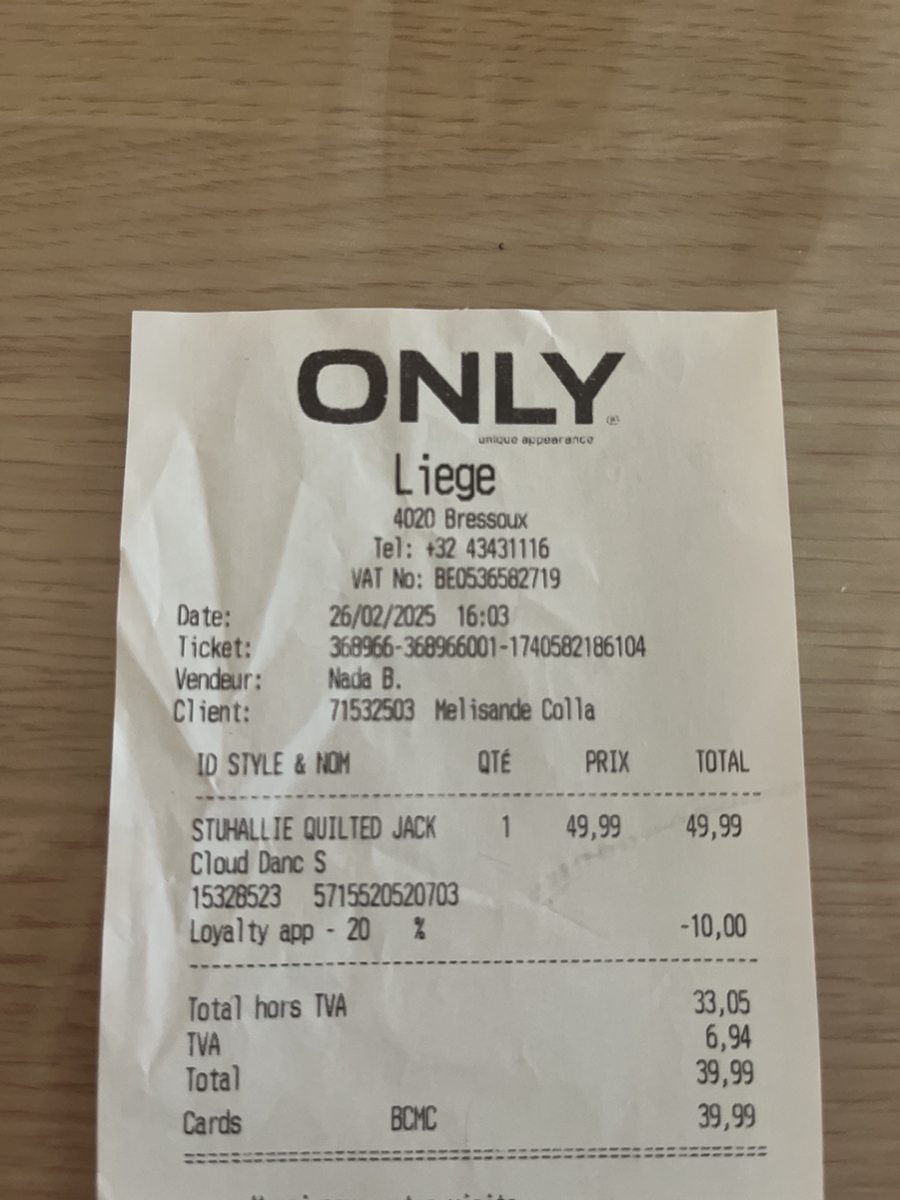 ONLY®
unique appearance
Liege
4020 Bressoux
Tel: +32 43431116
VAT No: BE0536582719
Date: 26/02/2025 16:03
Ticket: 368966-368966001-1740582186104
Vendeur: Nada B.
Client: 71532503 Melisande Colla
ID STYLE & NOM QTÉ PRIX TOTAL
STUHALLIE QUILTED JACK 1 49,99 49,99
Cloud Danc S
15328523 5715520520703
Loyalty app - 20 % -10,00
Total hors TVA 33,05
TVA 6,94
Total 39,99
Cards BCMC 39,99